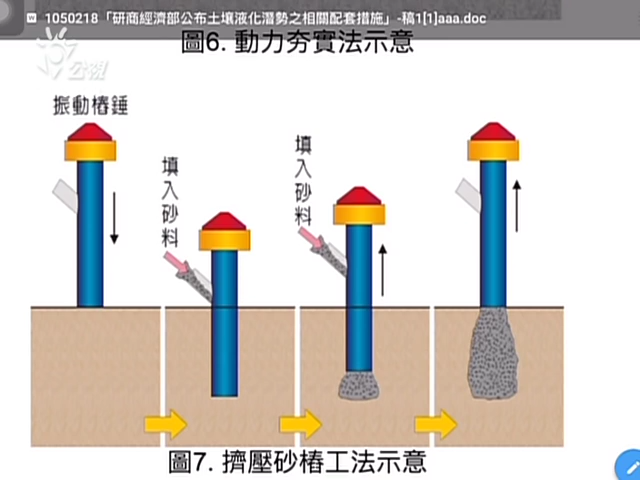 1050218「研商經濟部公布土壤液化潛勢之相關配套措施」-稿1[1]aaa.doc
圖6. 動力夯實法示意
公視
振動樁錘
填入砂料
填入砂料
圖7. 擠壓砂樁工法示意